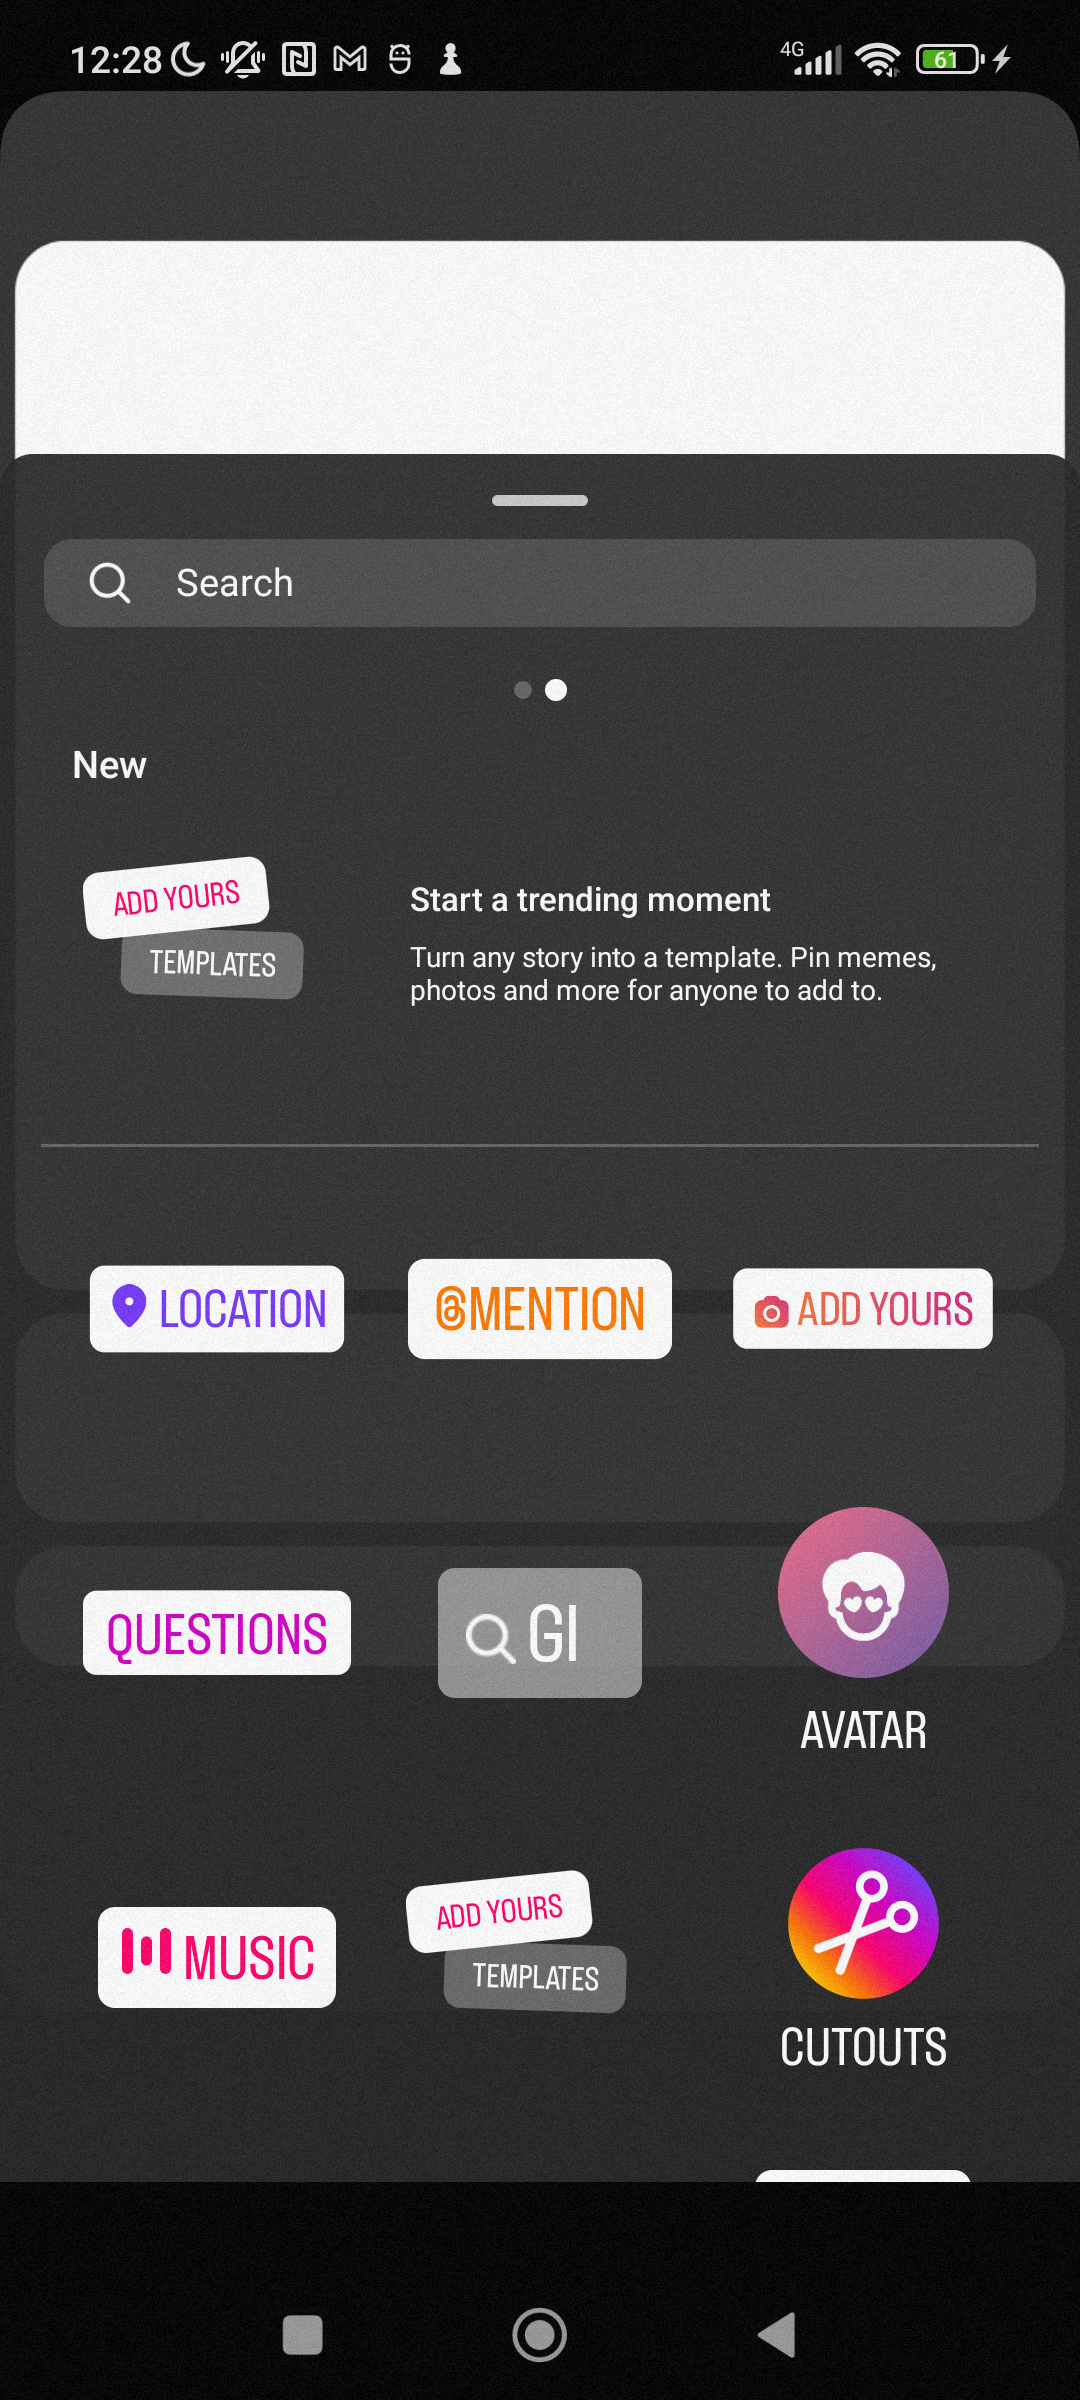 12:28 4G 61
Search
New
ADD YOURS
TEMPLATES
Start a trending moment
Turn any story into a template. Pin memes,
photos and more for anyone to add to.
LOCATION
@MENTION
ADD YOURS
QUESTIONS
GI
AVATAR
MUSIC
ADD YOURS
TEMPLATES
CUTOUTS